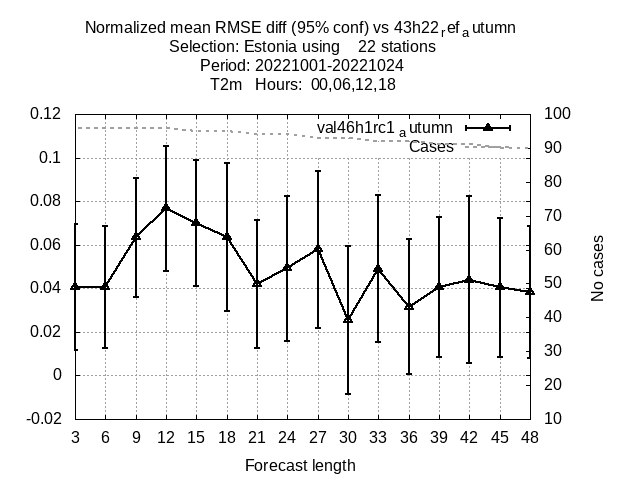 Normalized mean RMSE diff (95% conf) vs 43h22refautumn
Selection: Estonia using 22 stations
Period: 20221001-20221024
T2m Hours: 00,06,12,18
0.12 100
val46h1rc1autumn
Cases
0.1 90
80
0.08 70
0.06 60
50
0.04 40
0.02 30
0 20
-0.02 10
No cases
3 6 9 12 15 18 21 24 27 30 33 36 39 42 45 48
Forecast length